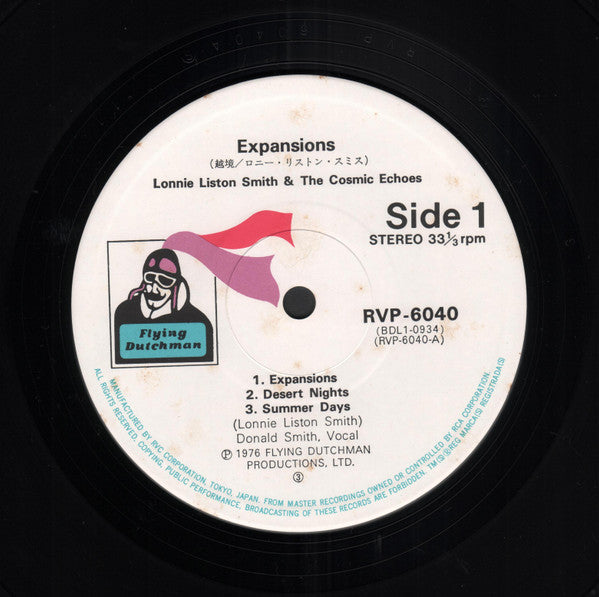 Expansions
(越境/ロニー・リストン・スミス)
Lonnie Liston Smith & The Cosmic Echoes
Side 1
STEREO 33⅓rpm
Flying
Dutchman
RVP-6040
(BDL1-0934)
(RVP-6040-A)
1. Expansions
2. Desert Nights
3. Summer Days
(Lonnie Liston Smith)
Donald Smith, Vocal
Ⓟ 1976 FLYING DUTCHMAN
PRODUCTIONS, LTD.
③
MANUFACTURED BY RVC CORPORATION, TOKYO, JAPAN. FROM MASTER RECORDINGS OWNED OR CONTROLLED BY RCA CORPORATION.
ALL RIGHTS RESERVED. COPYING, PUBLIC PERFORMANCE, BROADCASTING OF THESE RECORDS ARE FORBIDDEN. TM(S)®REG MARCA(S) REGISTRADA(S)